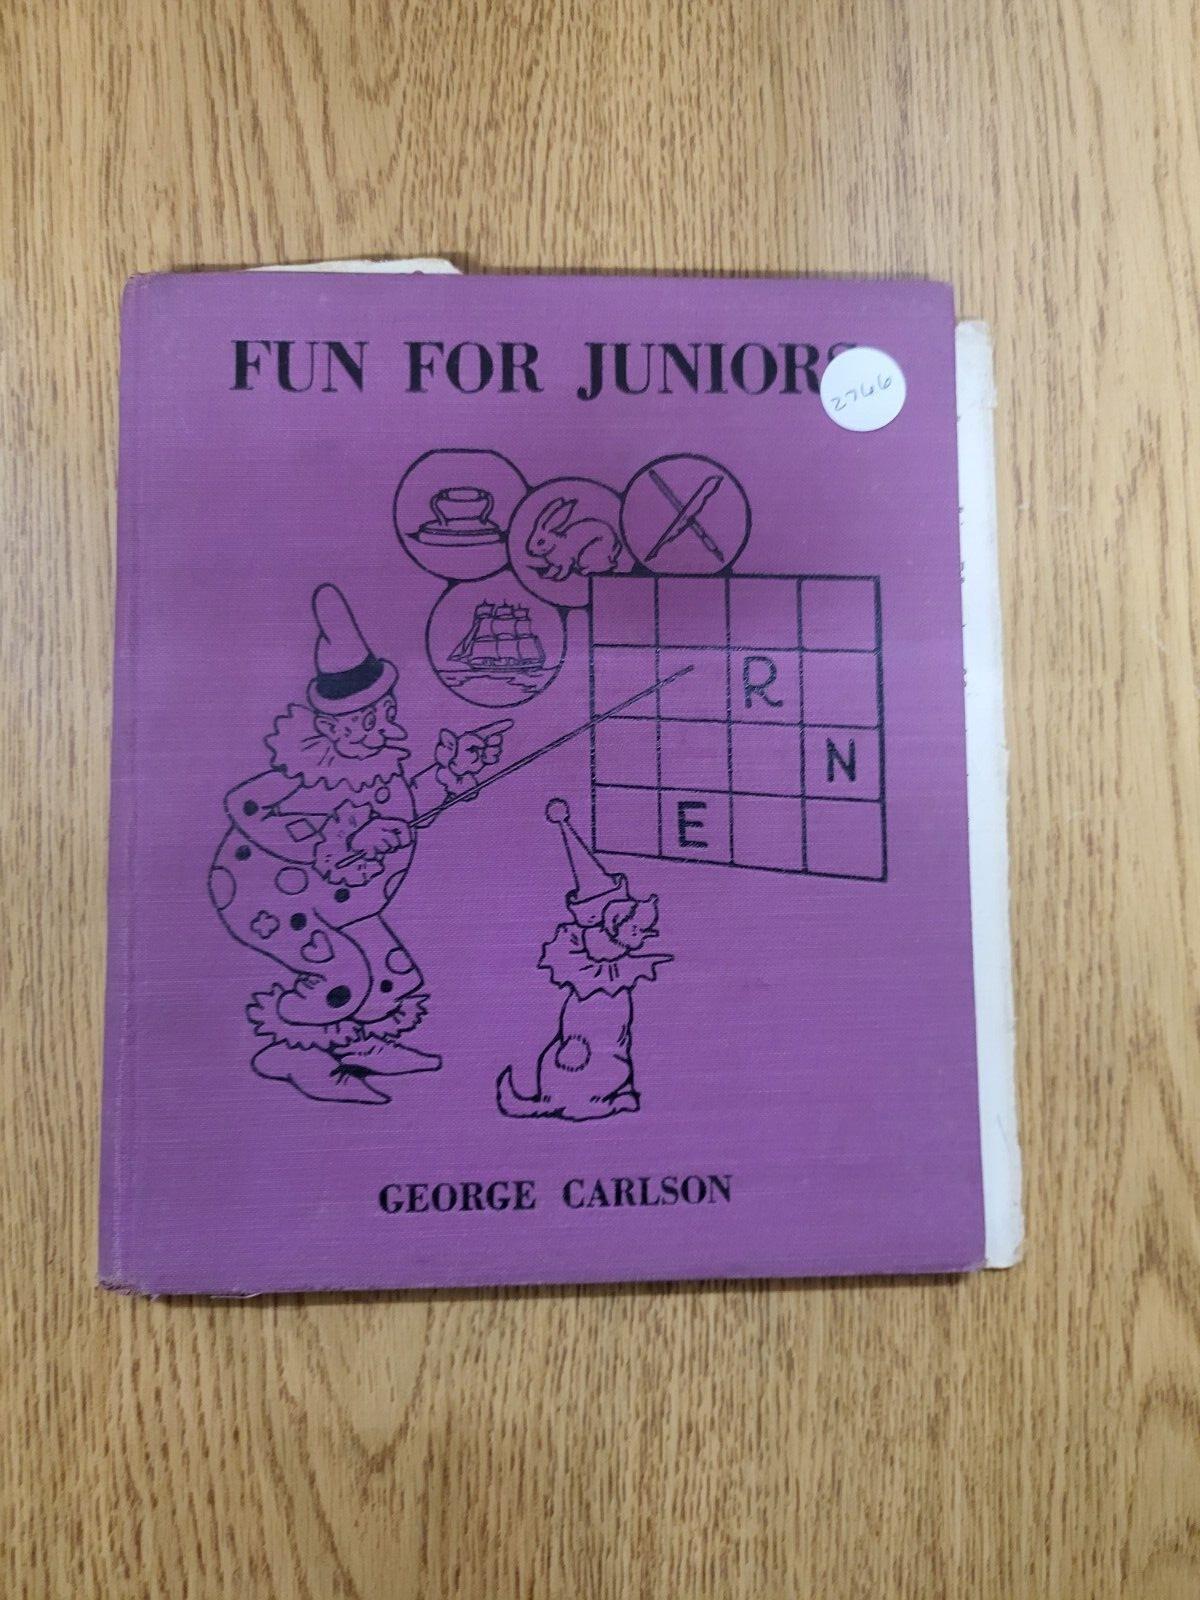 FUN FOR JUNIORS
2766
R
N
E
GEORGE CARLSON